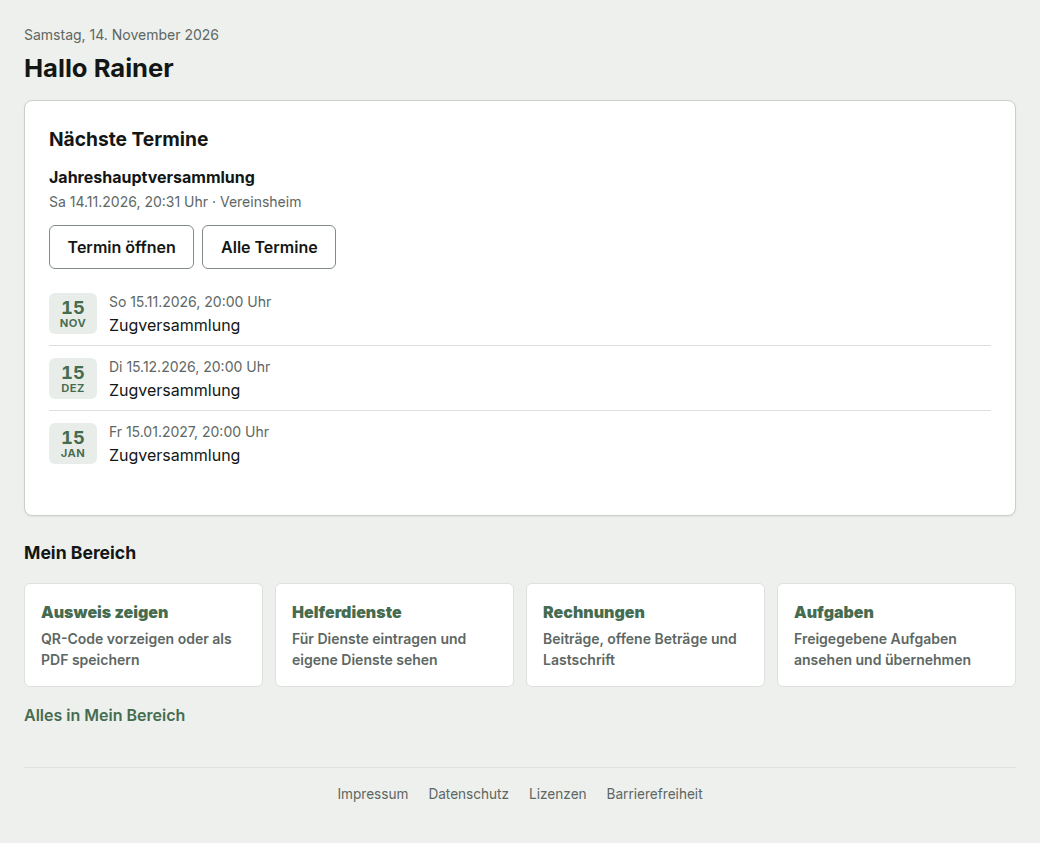 Samstag, 14. November 2026
Hallo Rainer
Nächste Termine
Jahreshauptversammlung
Sa 14.11.2026, 20:31 Uhr · Vereinsheim
Termin öffnen
Alle Termine
15
NOV
So 15.11.2026, 20:00 Uhr
Zugversammlung
15
DEZ
Di 15.12.2026, 20:00 Uhr
Zugversammlung
15
JAN
Fr 15.01.2027, 20:00 Uhr
Zugversammlung
Mein Bereich
Ausweis zeigen
QR-Code vorzeigen oder als
PDF speichern
Helferdienste
Für Dienste eintragen und
eigene Dienste sehen
Rechnungen
Beiträge, offene Beträge und
Lastschrift
Aufgaben
Freigegebene Aufgaben
ansehen und übernehmen
Alles in Mein Bereich
Impressum
Datenschutz
Lizenzen
Barrierefreiheit